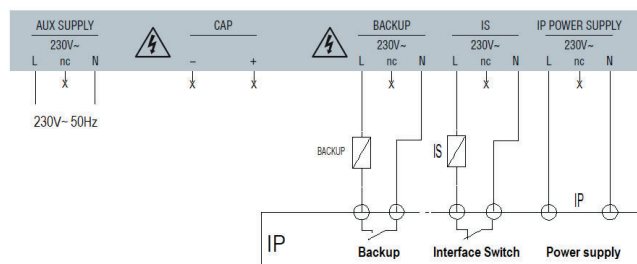 AUX SUPPLY CAP BACKUP IS IP POWER SUPPLY
230V~ 230V~ 230V~ 230V~
L nc N – + L nc N L nc N L nc N
X X X X X X
230V~ 50Hz
BACKUP IS
IP
IP Backup Interface Switch Power supply